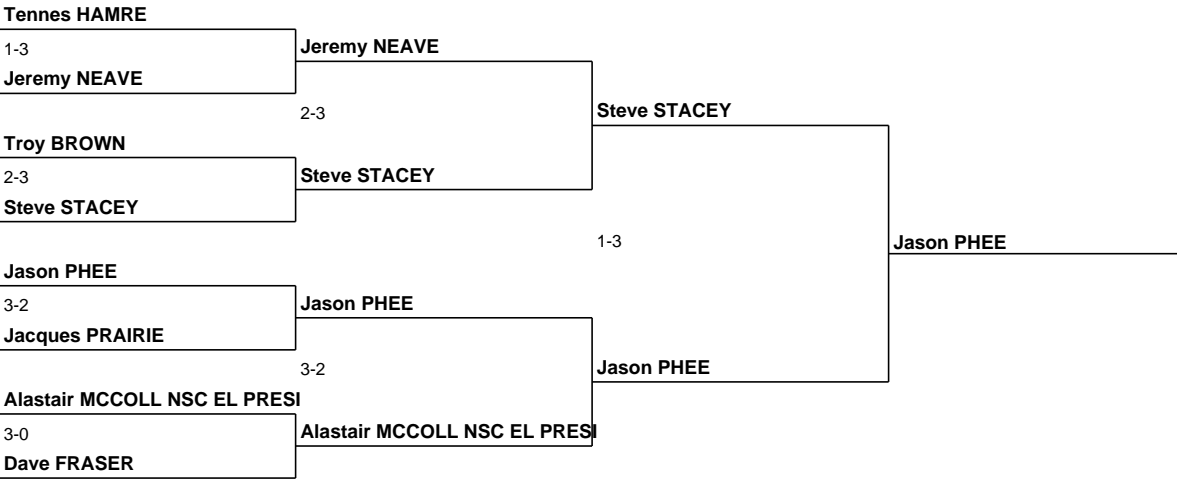 Tennes HAMRE
1-3
Jeremy NEAVE
Jeremy NEAVE
2-3
Steve STACEY
Troy BROWN
2-3
Steve STACEY
Steve STACEY
1-3
Jason PHEE
Jason PHEE
3-2
Jason PHEE
Jacques PRAIRIE
3-2
Jason PHEE
Alastair MCCOLL NSC EL PRESI
3-0
Alastair MCCOLL NSC EL PRESI
Dave FRASER